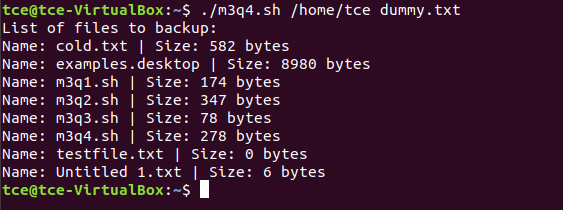 tce@tce-VirtualBox:~$ ./m3q4.sh /home/tce dummy.txt
List of files to backup:
Name: cold.txt | Size: 582 bytes
Name: examples.desktop | Size: 8980 bytes
Name: m3q1.sh | Size: 174 bytes
Name: m3q2.sh | Size: 347 bytes
Name: m3q3.sh | Size: 78 bytes
Name: m3q4.sh | Size: 278 bytes
Name: testfile.txt | Size: 0 bytes
Name: Untitled 1.txt | Size: 6 bytes
tce@tce-VirtualBox:~$